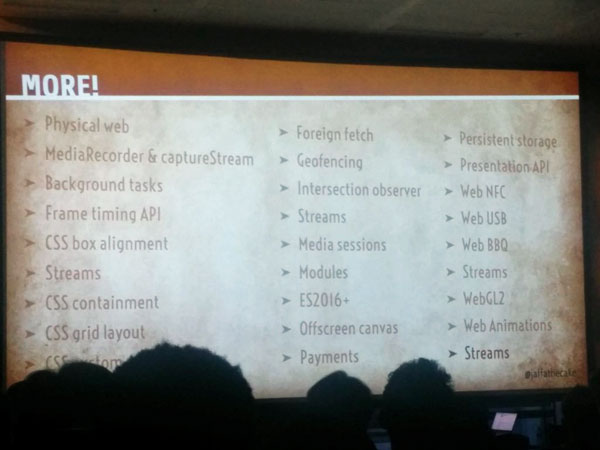 MORE!
Physical web
MediaRecorder & captureStream
Background tasks
Frame timing API
CSS box alignment
Streams
CSS containment
CSS grid layout
CSS
Foreign fetch
Geofencing
Intersection observer
Streams
Media sessions
Modules
ES2016+
Offscreen canvas
Payments
Persistent storage
Presentation API
Web NFC
Web USB
Web BBQ
Streams
WebGL2
Web Animations
Streams
@jaffathecake